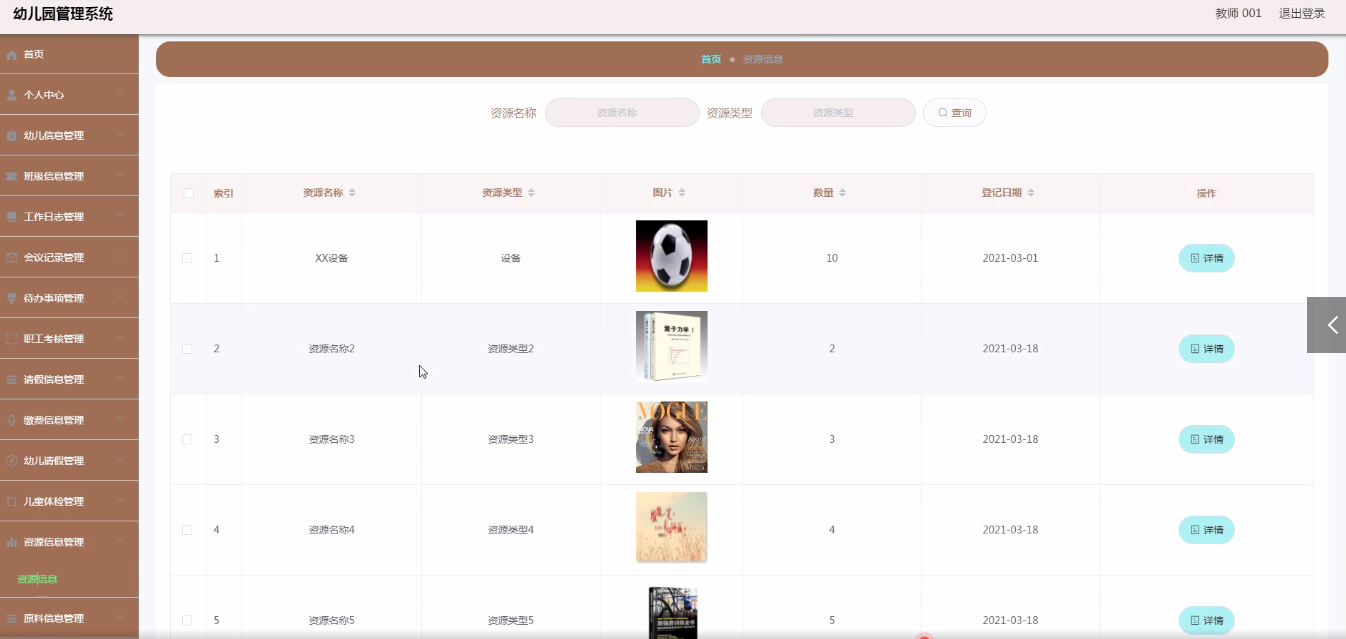 幼儿园管理系统
教师 001 退出登录
首页
个人中心
幼儿信息管理
班级信息管理
工作日志管理
会议记录管理
待办事项管理
职工考核管理
请假信息管理
缴费信息管理
幼儿请假管理
儿童体检管理
资源信息管理
资源信息
原料信息管理
首页 资源信息
资源名称 资源名称 资源类型 资源类型 查询
索引 资源名称 资源类型 图片 数量 登记日期 操作
1 XX设备 设备 10 2021-03-01 详情
2 资源名称2 资源类型2 量子力学 I 2 2021-03-18 详情
3 资源名称3 资源类型3 VOGUE 3 2021-03-18 详情
4 资源名称4 资源类型4 4 2021-03-18 详情
5 资源名称5 资源类型5 5 2021-03-18 详情